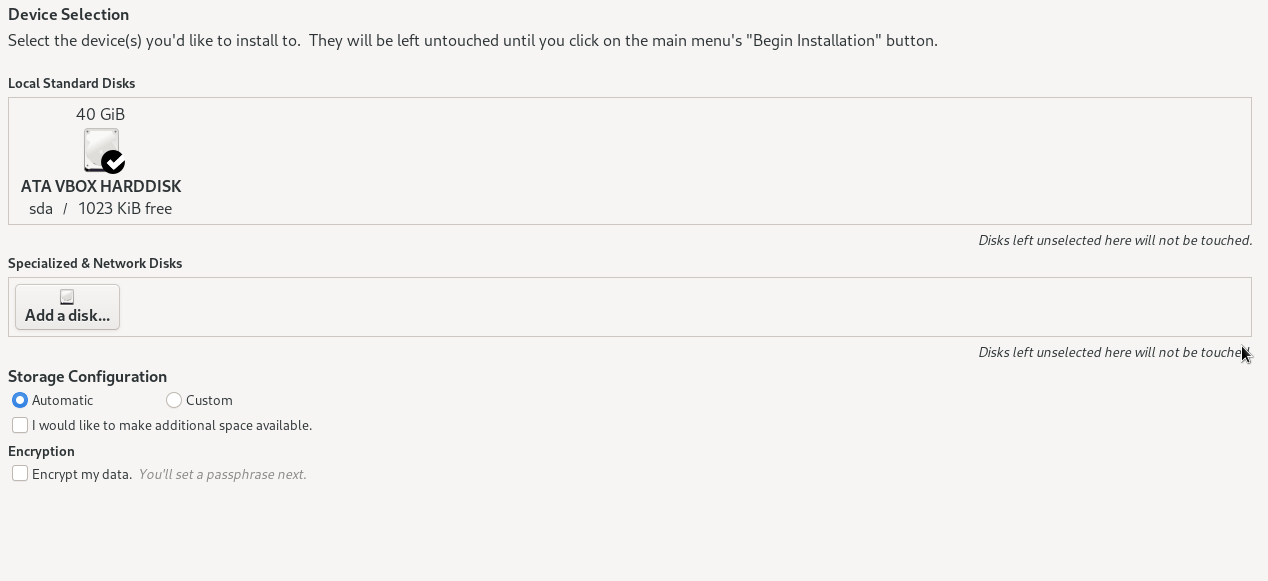 Device Selection
Select the device(s) you'd like to install to.  They will be left untouched until you click on the main menu's "Begin Installation" button.
Local Standard Disks
40 GiB
ATA VBOX HARDDISK
sda / 1023 KiB free
Disks left unselected here will not be touched.
Specialized & Network Disks
Add a disk...
Disks left unselected here will not be touched.
Storage Configuration
Automatic Custom
I would like to make additional space available.
Encryption
Encrypt my data. You'll set a passphrase next.